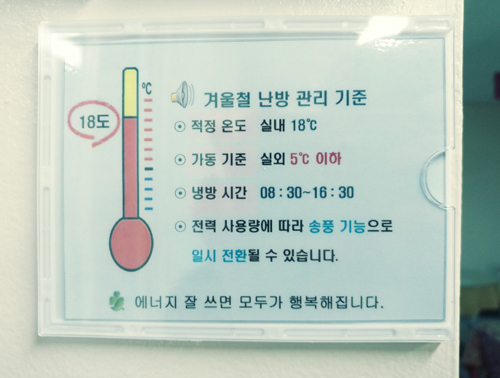 ℃
18도
겨울철 난방 관리 기준
⊙ 적정 온도 실내 18℃
⊙ 가동 기준 실외 5℃ 이하
⊙ 냉방 시간 08 : 30~16 : 30
⊙ 전력 사용량에 따라 송풍 기능으로
일시 전환될 수 있습니다.
에너지 잘 쓰면 모두가 행복해집니다.